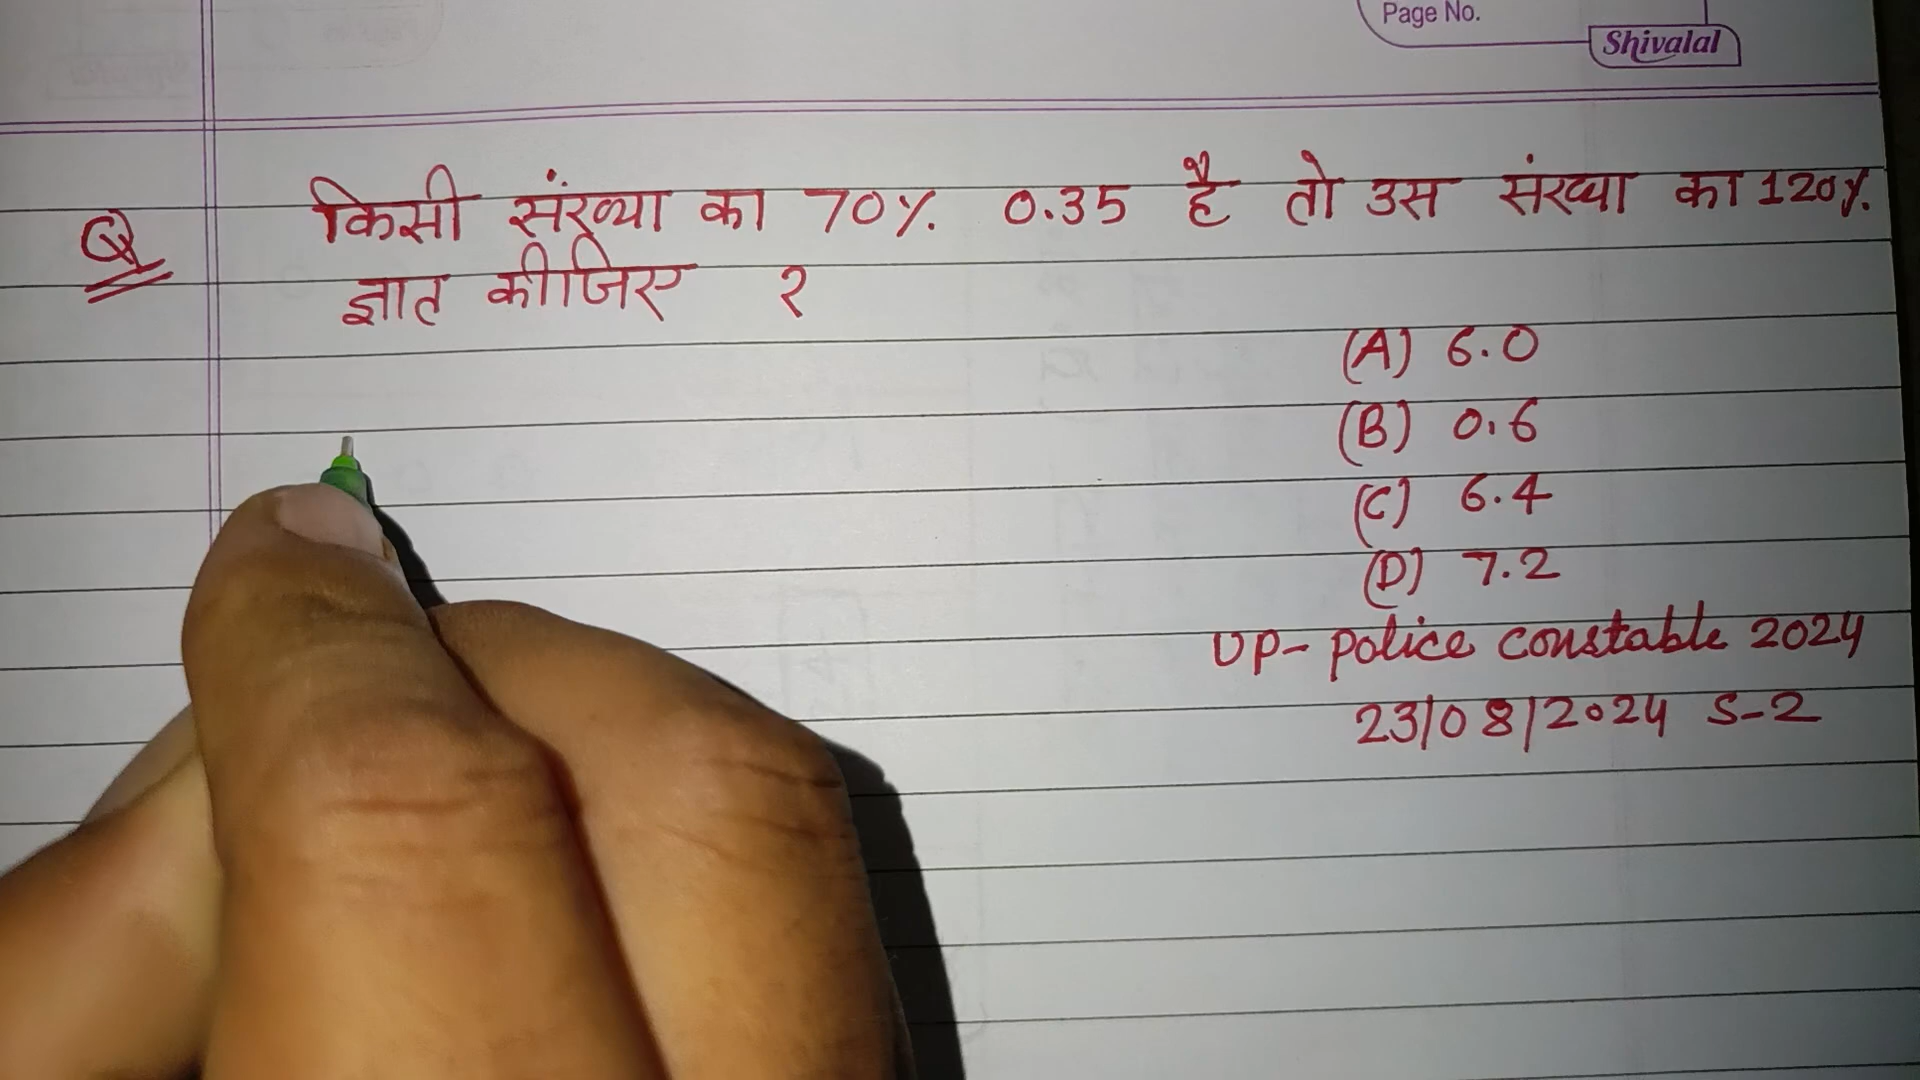 Page No.
Shivalal
Q किसी संख्या का 70% 0.35 है तो उस संख्या का 120%
ज्ञात कीजिए ?
(A) 6.0
(B) 0.6
(C) 6.4
(D) 7.2
UP- police constable 2024
23/08/2024 S-2